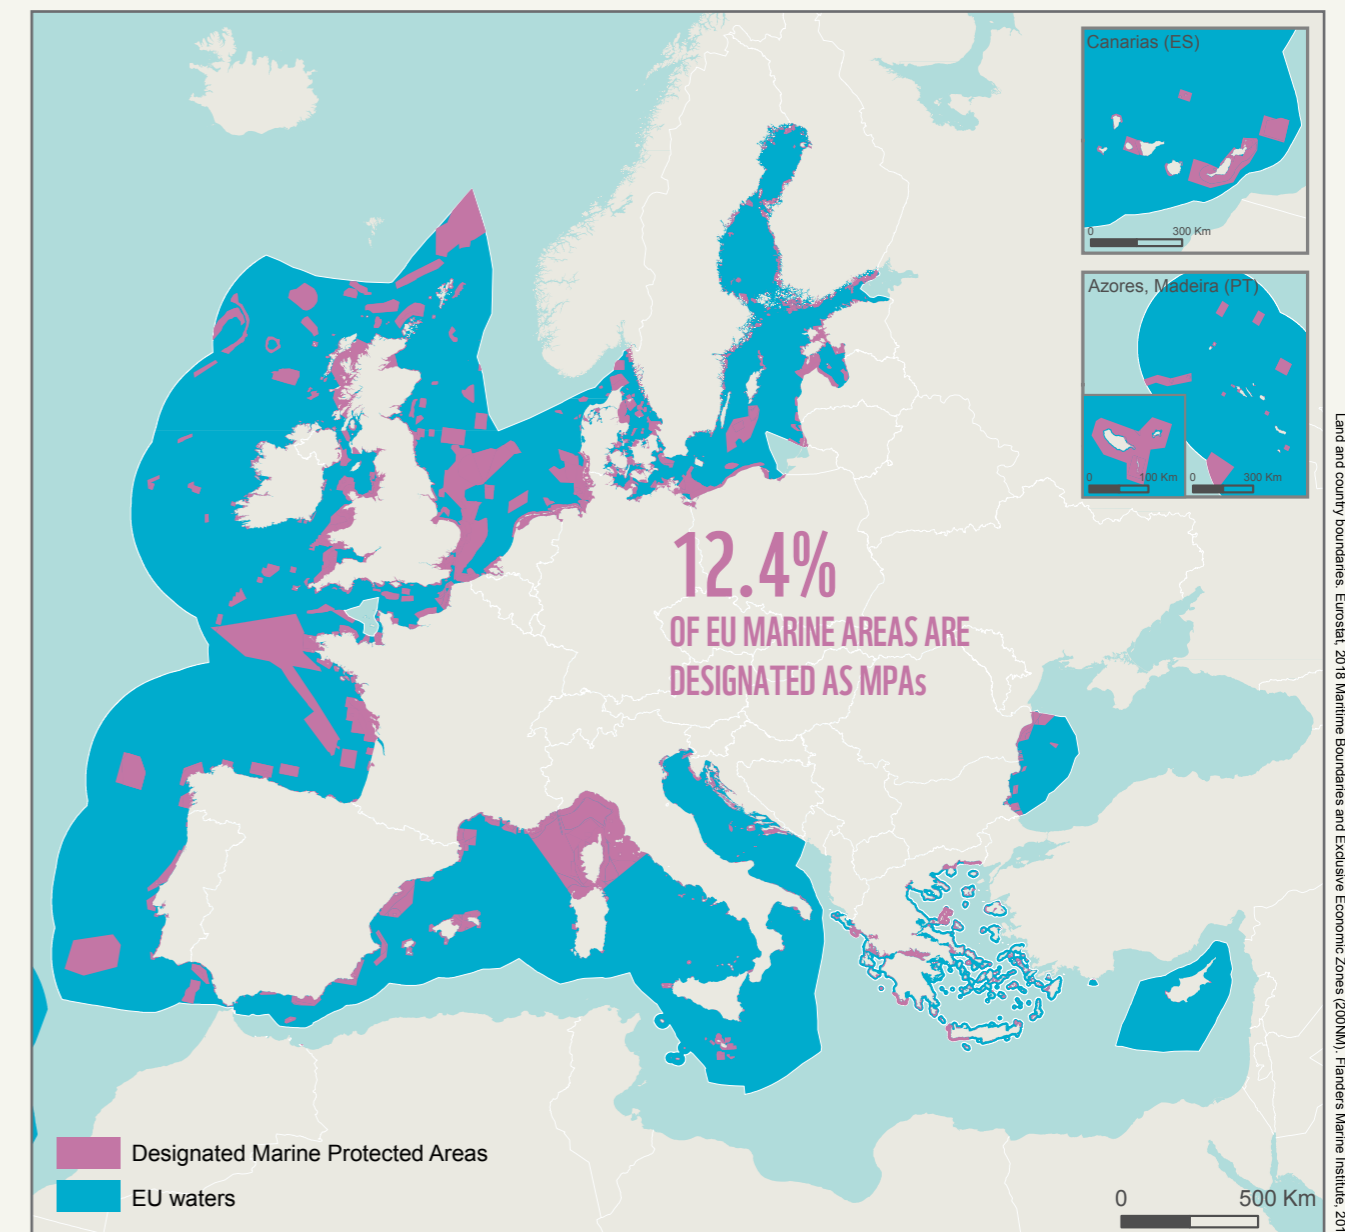 Canarias (ES)
0 300 Km
Azores, Madeira (PT)
0 100 Km
0 300 Km
12.4%
OF EU MARINE AREAS ARE
DESIGNATED AS MPAs
Designated Marine Protected Areas
EU waters
0 500 Km
Land and country boundaries. Eurostat, 2018 Maritime Boundaries and Exclusive Economic Zones (200NM). Flanders Marine Institute, 201